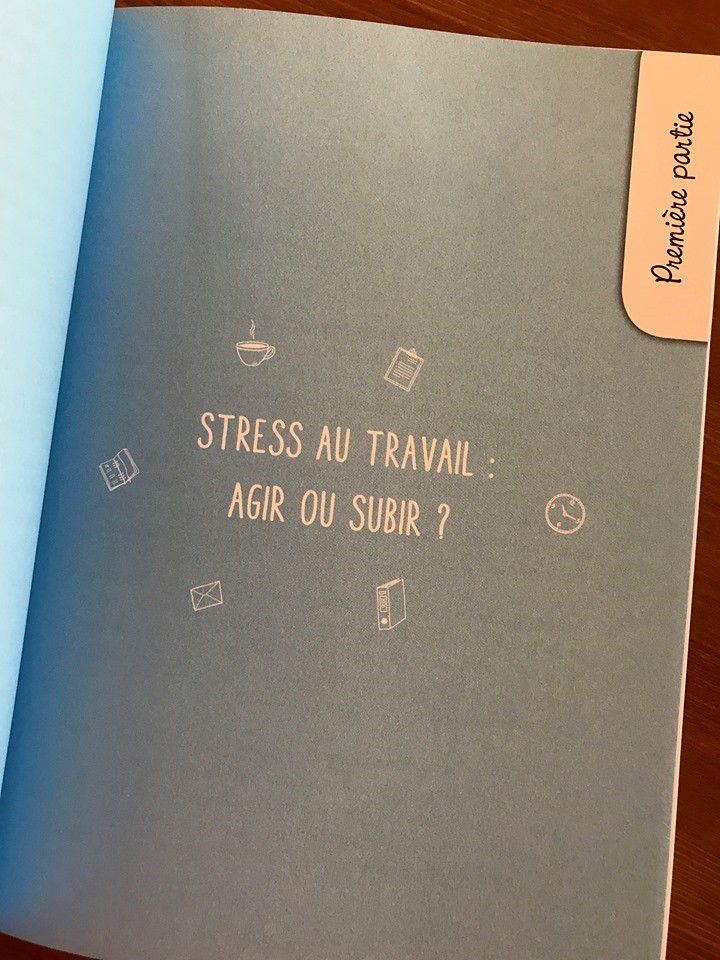 Première partie
STRESS AU TRAVAIL :
AGIR OU SUBIR ?